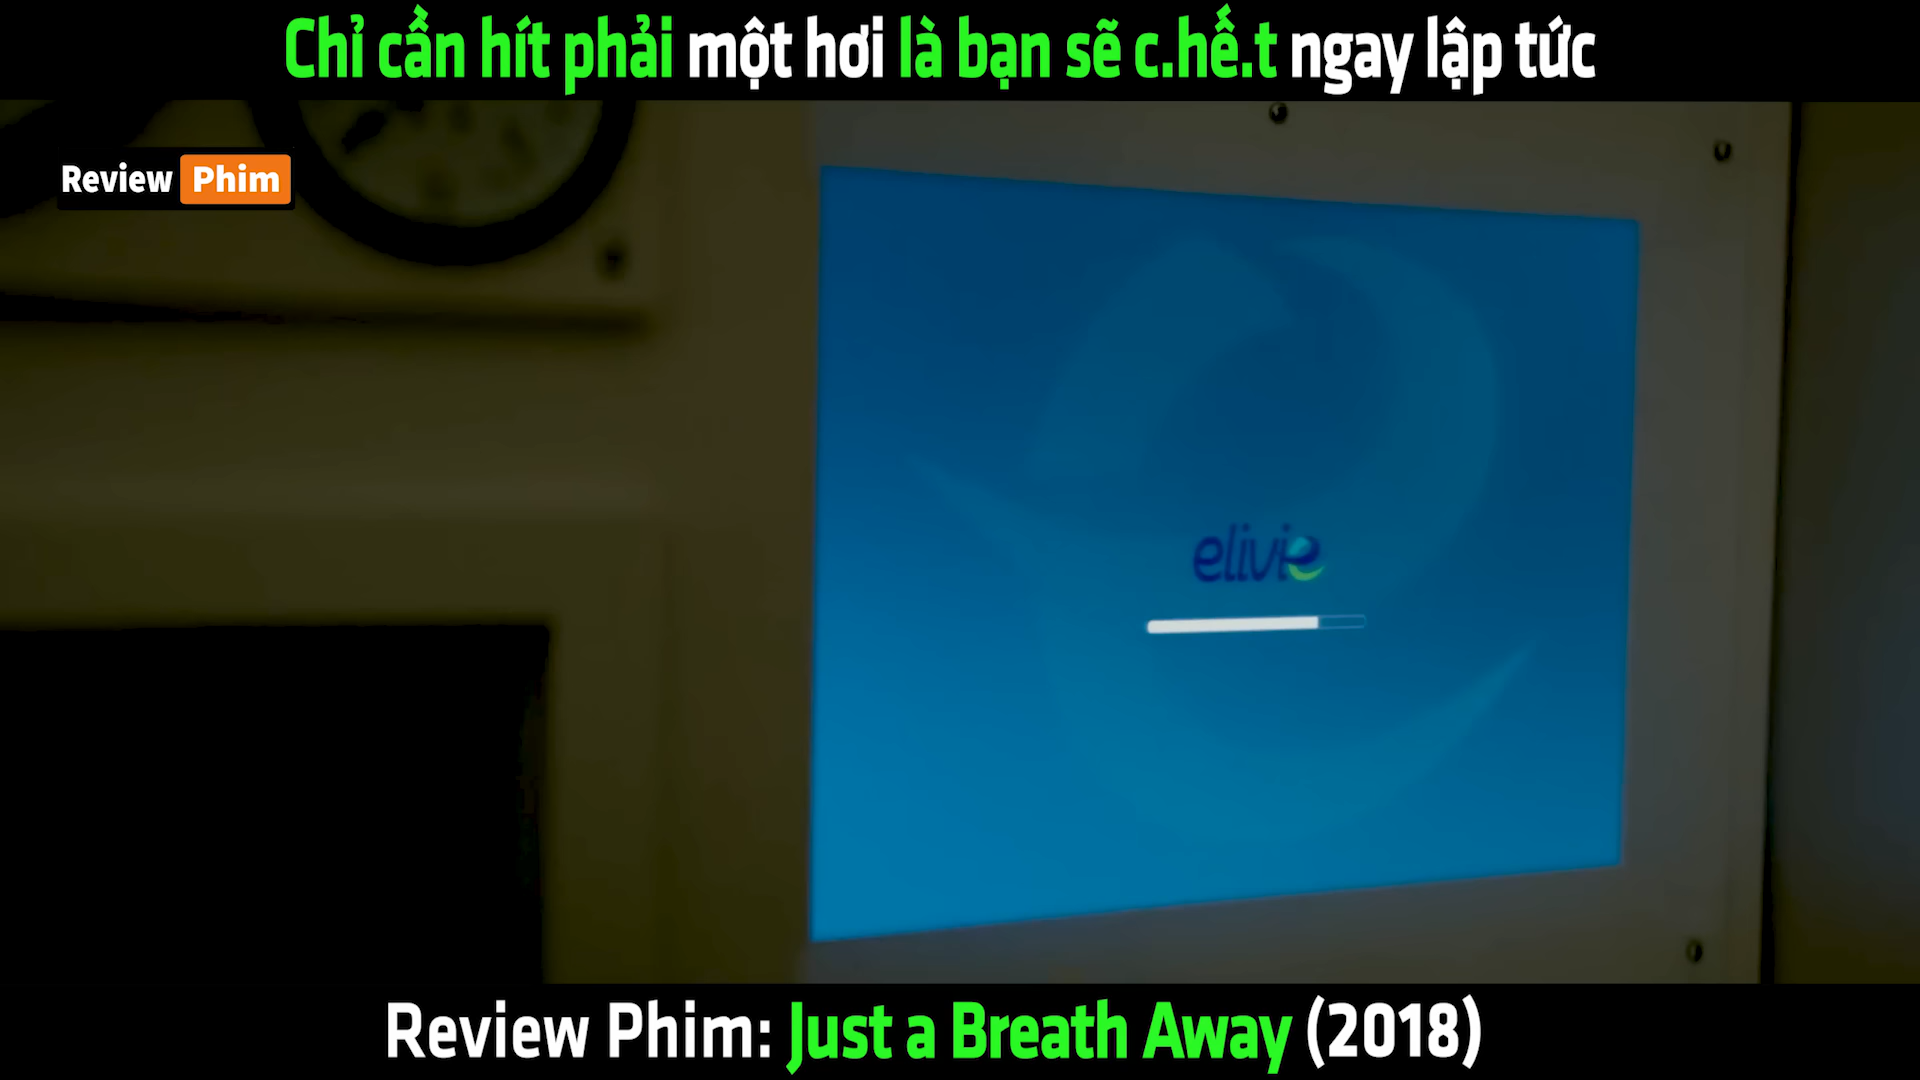 Chỉ cần hít phải một hơi là bạn sẽ c.hế.t ngay lập tức
Review Phim
elivie
Review Phim: Just a Breath Away (2018)